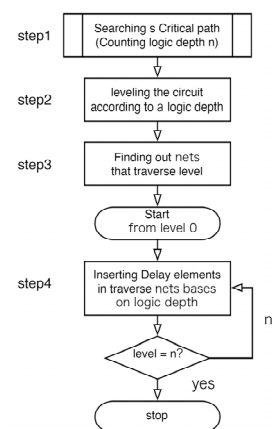 step1
Searching s Critical path
(Counting logic depth n)
step2
leveling the circuit
according to a logic depth
step3
Finding out nets
that traverse level
Start
from level 0
step4
Inserting Delay elements
in traverse ncts bases
on logic depth
level = n?
n
yes
stop